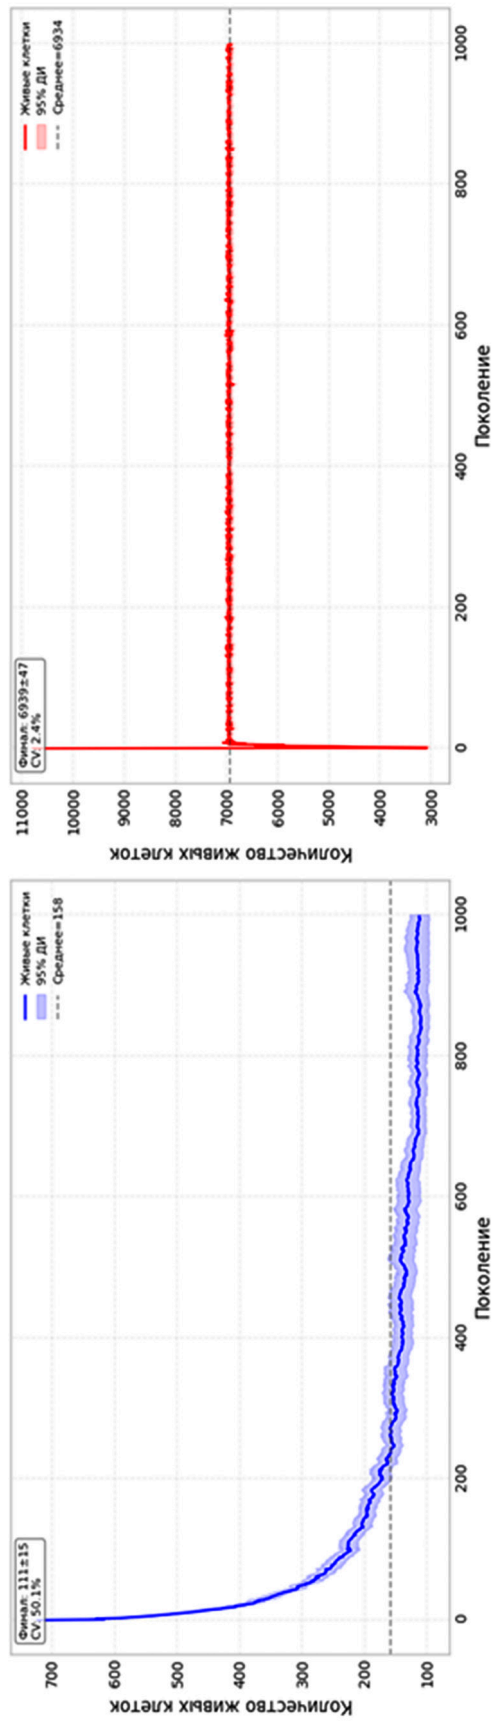 Количество живых клеток
700
600
500
400
300
200
100
Финал: 111±15
CV: 50.1%
Живые клетки
95% ДИ
Среднее=158
0 200 400 600 800 1000
Поколение
Количество живых клеток
11000
10000
9000
8000
7000
6000
5000
4000
3000
Финал: 6939±47
CV: 2.4%
Живые клетки
95% ДИ
Среднее=6934
0 200 400 600 800 1000
Поколение